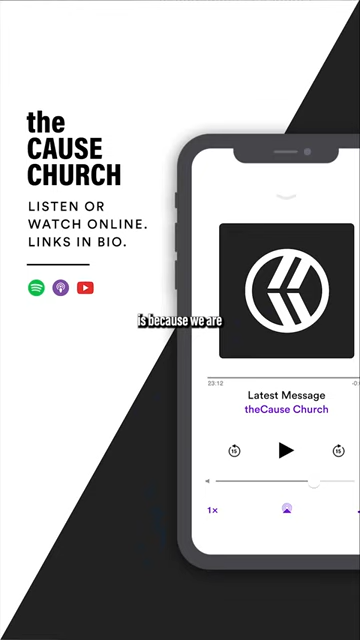 the
CAUSE
CHURCH
LISTEN OR
WATCH ONLINE.
LINKS IN BIO.
is because we are
23:12
Latest Message
theCause Church
15
15
1×